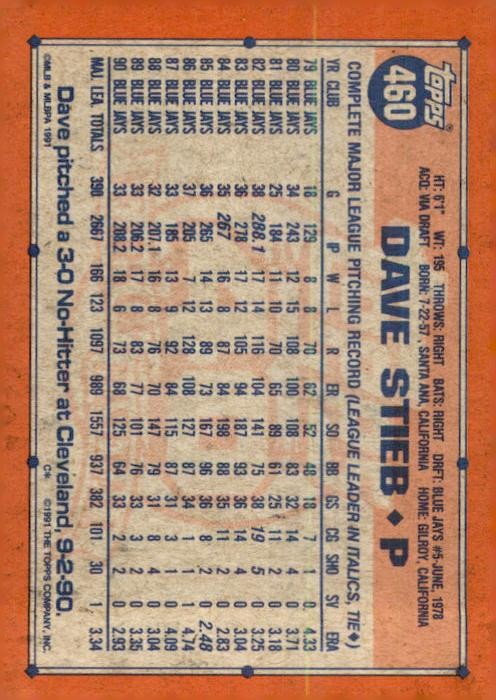 TOPPS®
460
HT: 6'1" WT: 195 THROWS: RIGHT BATS: RIGHT DRFT: BLUE JAYS #5-JUNE, 1978
ACQ: VIA DRAFT BORN: 7-22-57, SANTA ANA, CALIFORNIA HOME: GILROY, CALIFORNIA
DAVE STIEB ♦ P
COMPLETE MAJOR LEAGUE PITCHING RECORD (LEAGUE LEADER IN ITALICS, TIE♦)
YR CLUB G IP W L R ER SO BB GS CG SHO SV ERA
79 BLUE JAYS 18 129 8 8 70 62 52 48 18 7 1 0 4.33
80 BLUE JAYS 34 243 12 15 108 100 108 83 32 14 4 0 3.71
81 BLUE JAYS 25 184 11 10 70 65 89 61 25 11 2 0 3.18
82 BLUE JAYS 38 288.1 17 14 116 104 141 75 38 19 5 0 3.25
83 BLUE JAYS 36 278 17 12 105 94 187 93 36 14 4 0 3.04
84 BLUE JAYS 35 267 16 8 87 84 198 88 35 11 2 0 2.83
85 BLUE JAYS 36 265 14 13 89 73 167 96 36 8 2 0 2.48
86 BLUE JAYS 37 205 7 12 128 108 127 87 34 1 1 1 4.74
87 BLUE JAYS 33 185 13 9 92 84 115 87 31 3 1 0 4.09
88 BLUE JAYS 32 207.1 16 8 76 70 147 79 31 8 4 0 3.04
89 BLUE JAYS 33 206.2 17 8 83 77 101 76 33 3 2 0 3.35
90 BLUE JAYS 33 208.2 18 6 73 68 125 64 33 2 2 0 2.93
MAJ. LEA. TOTALS 390 2667 166 123 1097 989 1557 937 382 101 30 1 3.34
Dave pitched a 3-0 No-Hitter at Cleveland, 9-2-90.
©MLB & MLBPA 1991 C* ©1991 THE TOPPS COMPANY, INC.